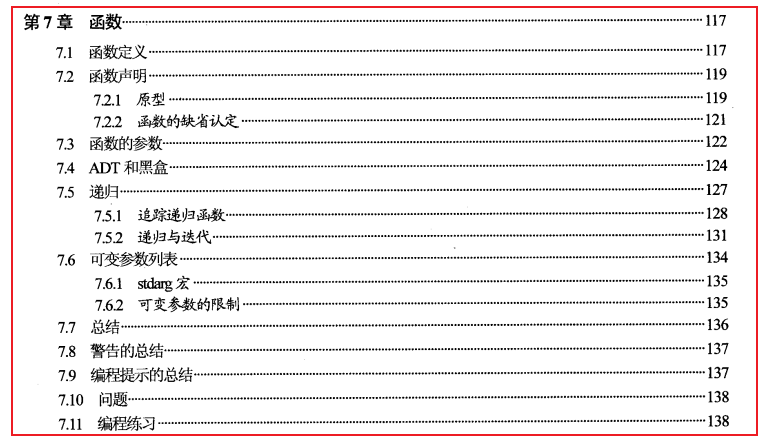 第 7 章 函数 117
7.1 函数定义 117
7.2 函数声明 119
7.2.1 原型 119
7.2.2 函数的缺省认定 121
7.3 函数的参数 122
7.4 ADT 和黑盒 124
7.5 递归 127
7.5.1 追踪递归函数 128
7.5.2 递归与迭代 131
7.6 可变参数列表 134
7.6.1 stdarg 宏 135
7.6.2 可变参数的限制 135
7.7 总结 136
7.8 警告的总结 137
7.9 编程提示的总结 137
7.10 问题 138
7.11 编程练习 138